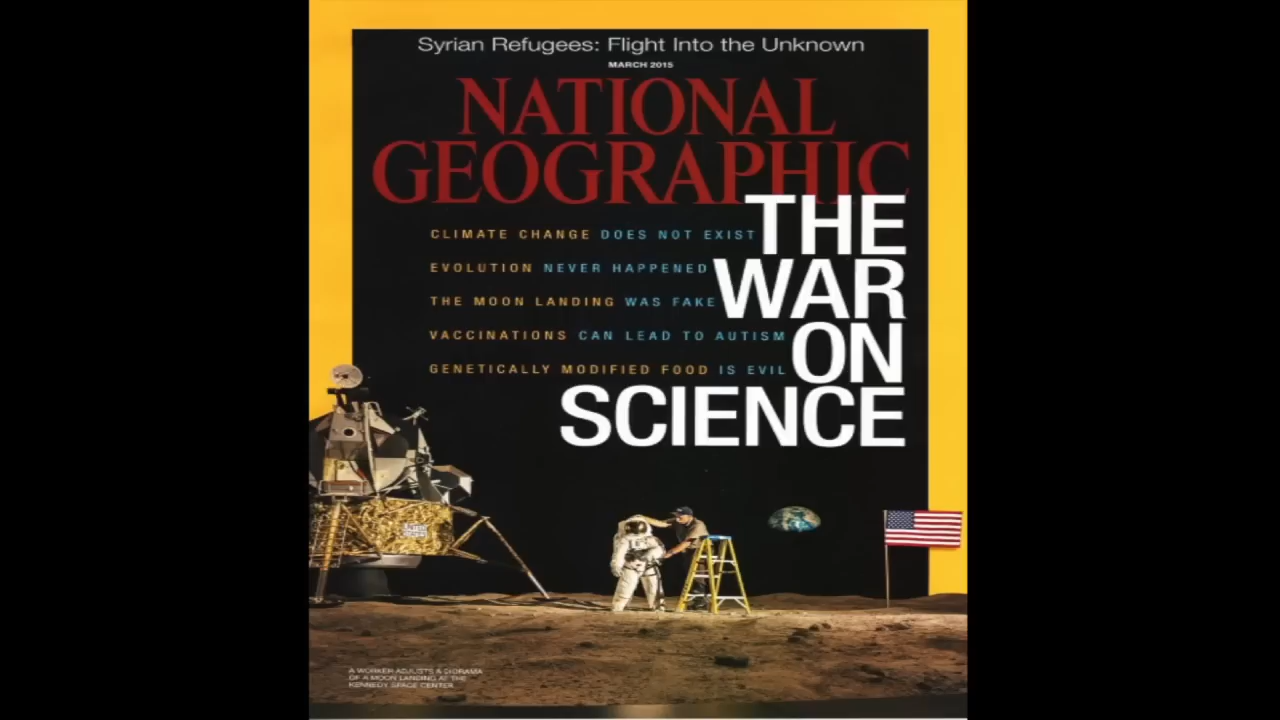 Syrian Refugees: Flight Into the Unknown
MARCH 2015
NATIONAL
GEOGRAPHIC
THE
WAR
ON
SCIENCE
CLIMATE CHANGE DOES NOT EXIST
EVOLUTION NEVER HAPPENED
THE MOON LANDING WAS FAKE
VACCINATIONS CAN LEAD TO AUTISM
GENETICALLY MODIFIED FOOD IS EVIL
A WORKER ADJUSTS A DIORAMA
OF A MOON LANDING AT THE
KENNEDY SPACE CENTER